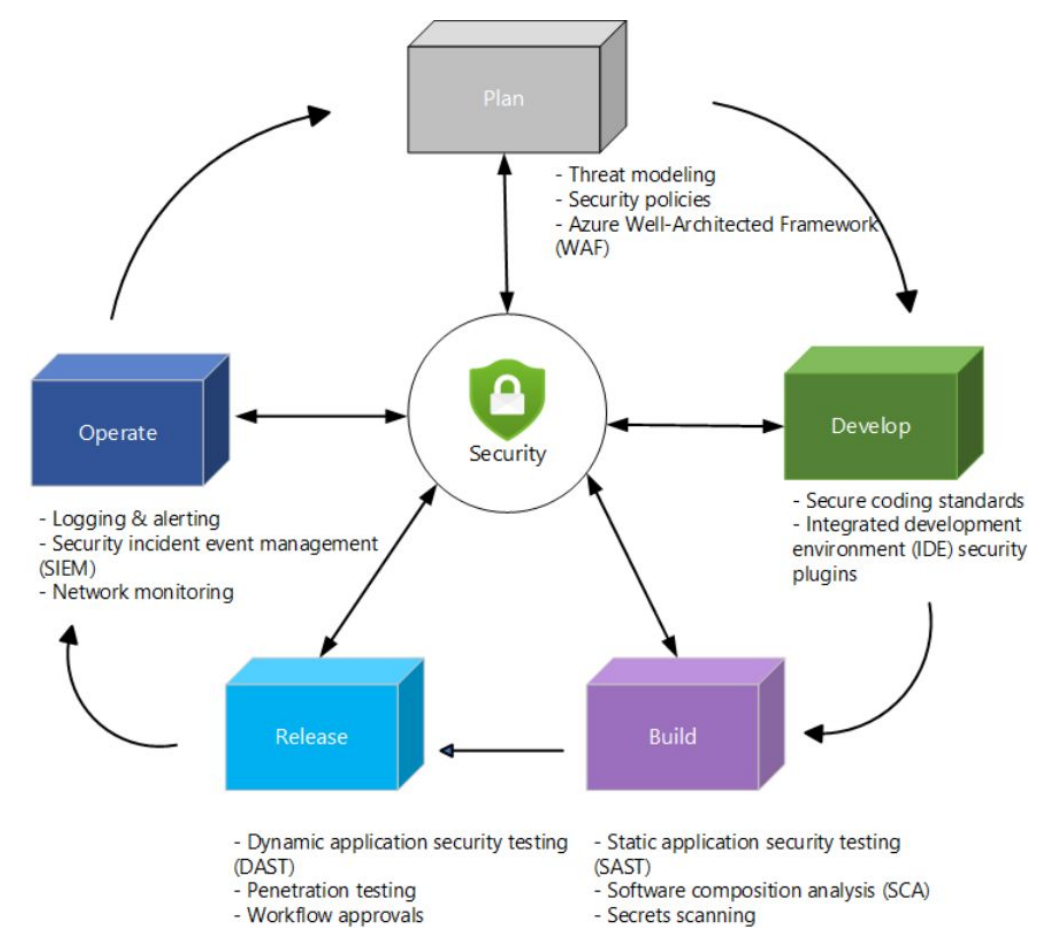 Plan
- Threat modeling
- Security policies
- Azure Well-Architected Framework
(WAF)
Security
Operate
- Logging & alerting
- Security incident event management
(SIEM)
- Network monitoring
Develop
- Secure coding standards
- Integrated development
environment (IDE) security
plugins
Release
- Dynamic application security testing
(DAST)
- Penetration testing
- Workflow approvals
Build
- Static application security testing
(SAST)
- Software composition analysis (SCA)
- Secrets scanning